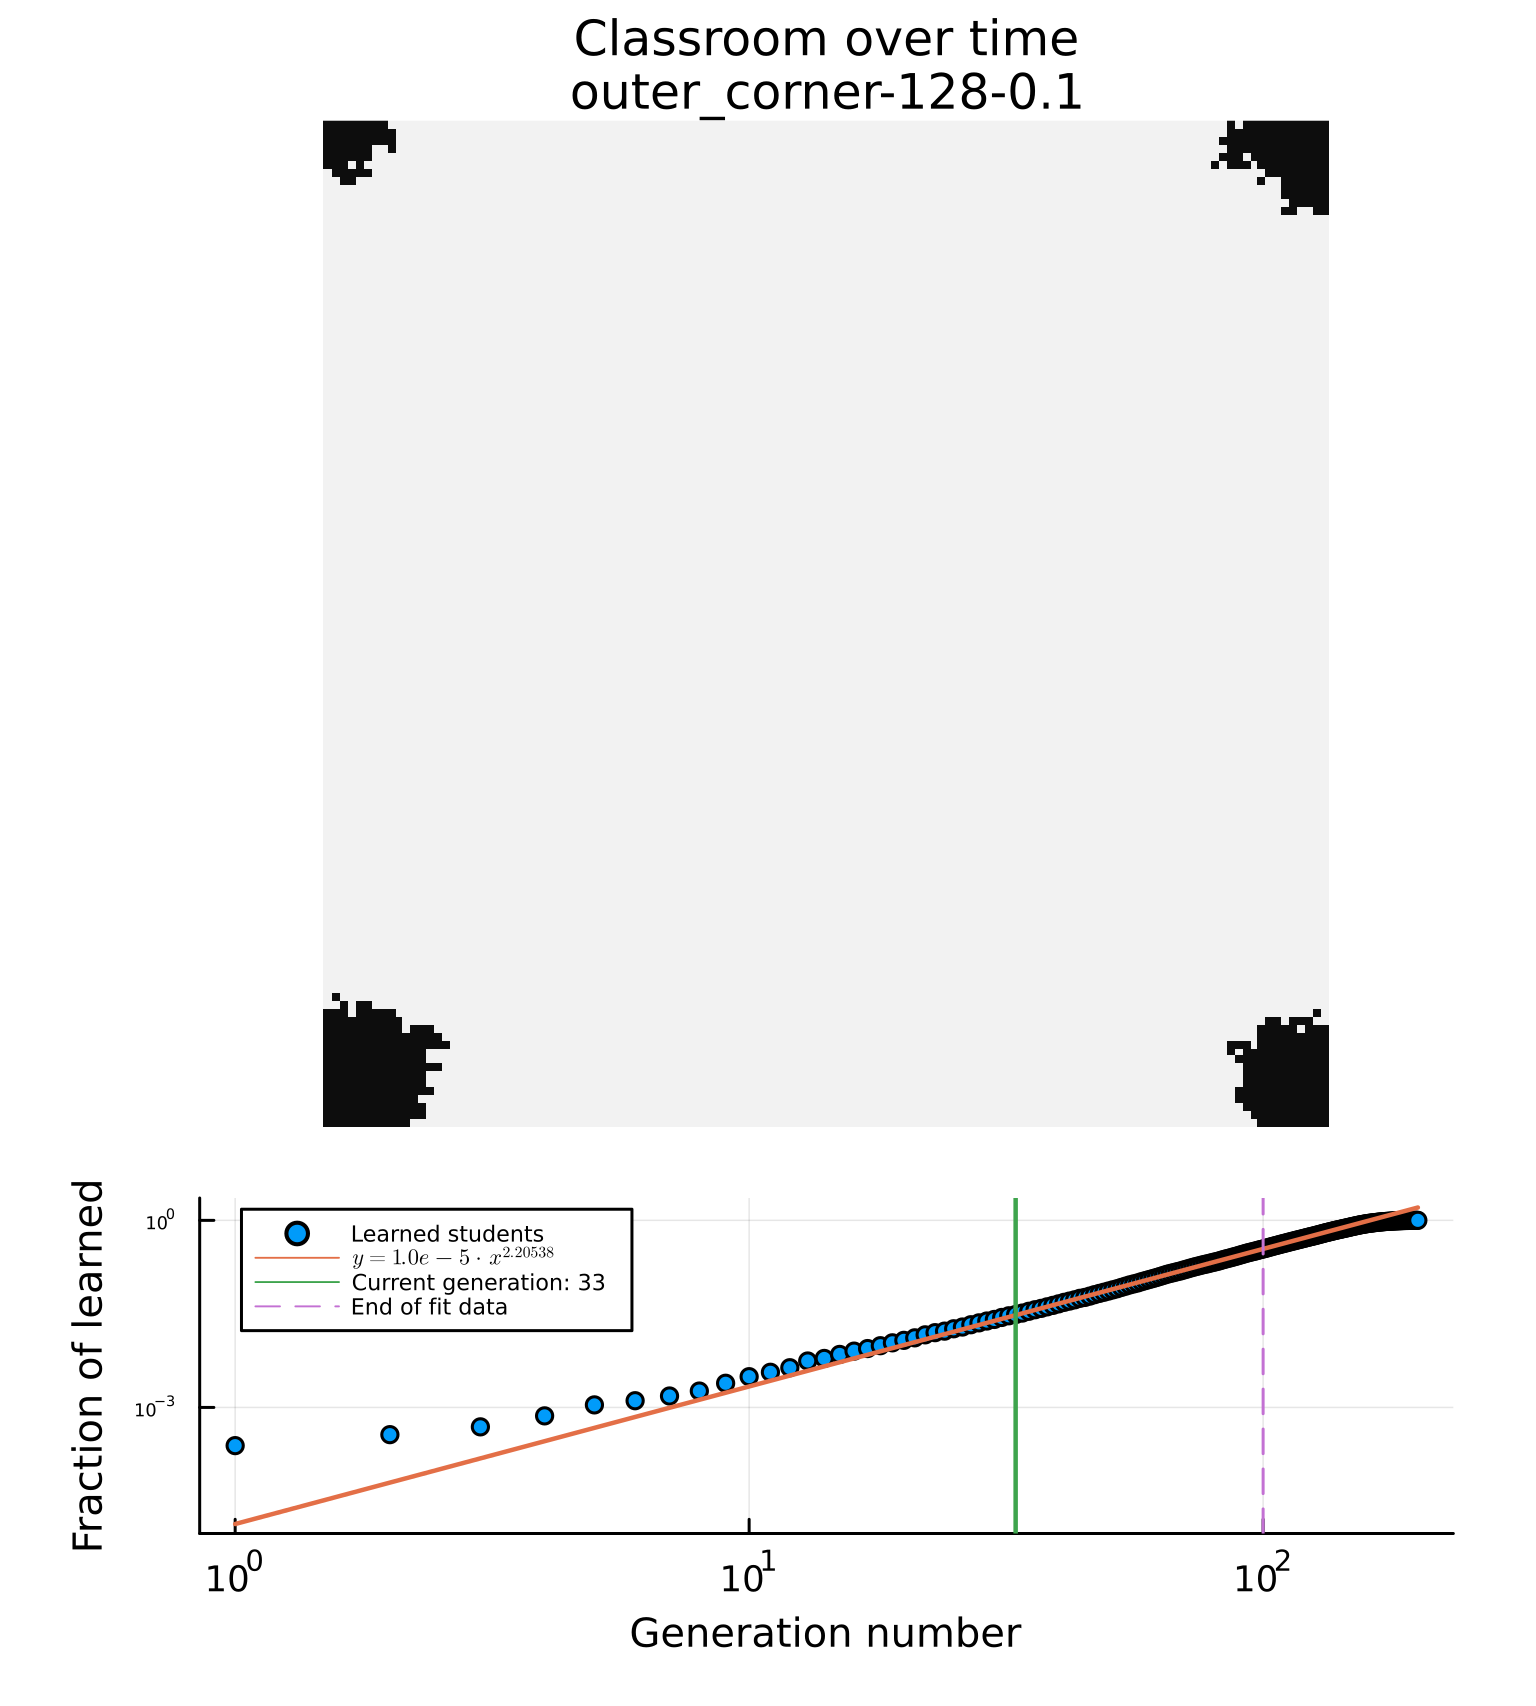 Classroom over time
outer_corner-128-0.1
Fraction of learned
10^0
10^-3
Learned students
y = 1.0e − 5 · x^2.20538
Current generation: 33
End of fit data
10^0 10^1 10^2
Generation number